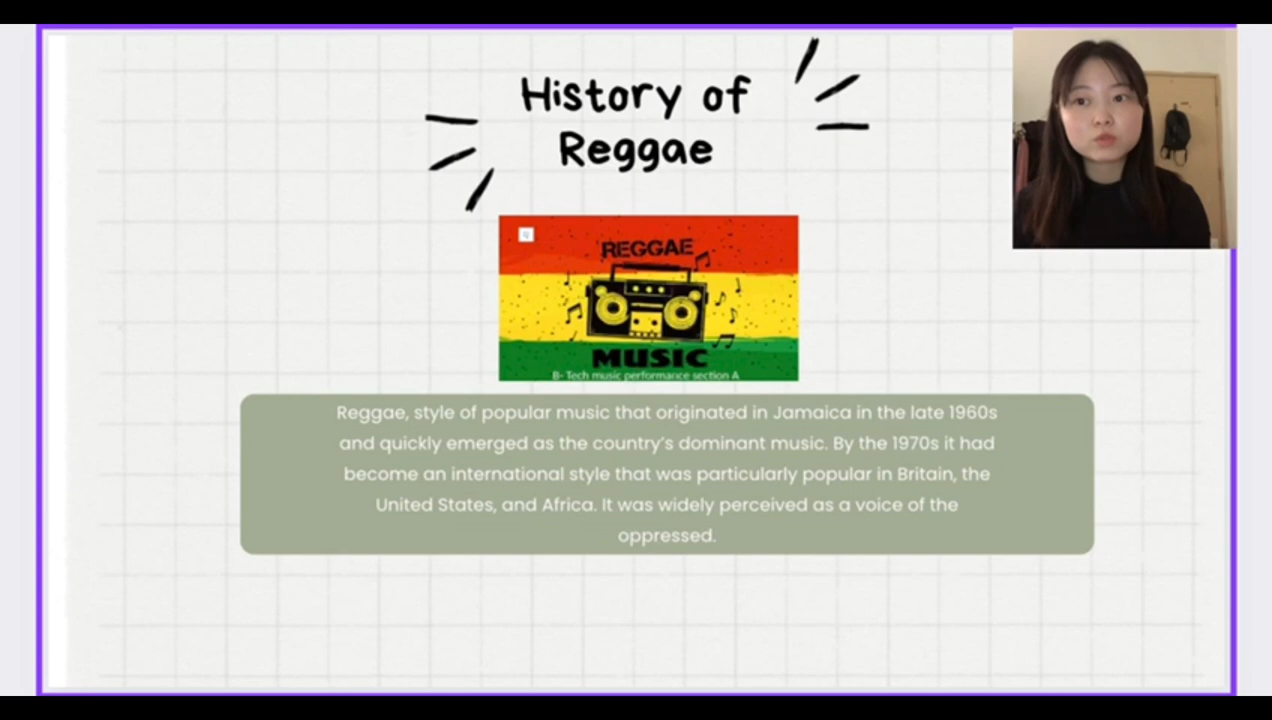 History of
Reggae
REGGAE
MUSIC
B- Tech music performance section A
Reggae, style of popular music that originated in Jamaica in the late 1960s
and quickly emerged as the country's dominant music. By the 1970s it had
become an international style that was particularly popular in Britain, the
United States, and Africa. It was widely perceived as a voice of the
oppressed.